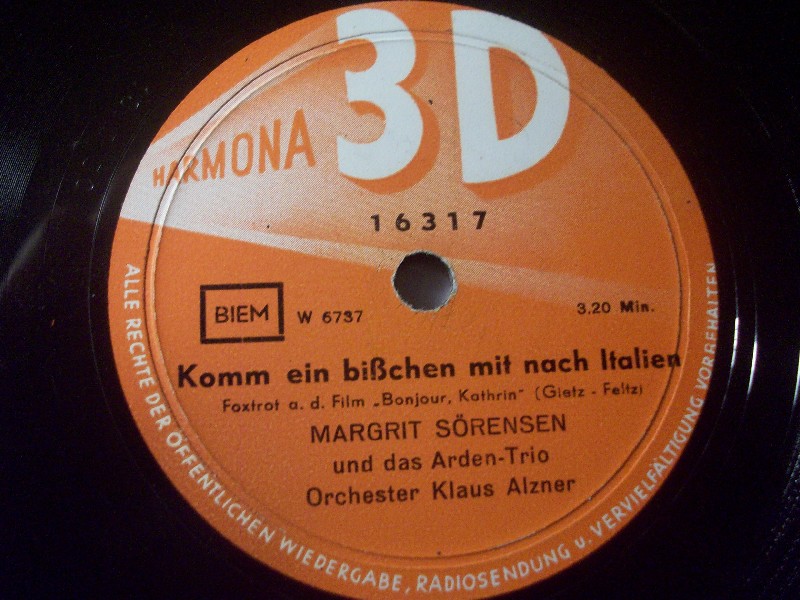 3D
HARMONA
16317
BIEM
W 6737
3.20 Min.
Komm ein bißchen mit nach Italien
Foxtrot a. d. Film „Bonjour, Kathrin" (Gietz - Feltz)
MARGRIT SÖRENSEN
und das Arden-Trio
Orchester Klaus Alzner
ALLE RECHTE DER ÖFFENTLICHEN WIEDERGABE, RADIOSENDUNG u. VERVIELFÄLTIGUNG VORBEHALTEN